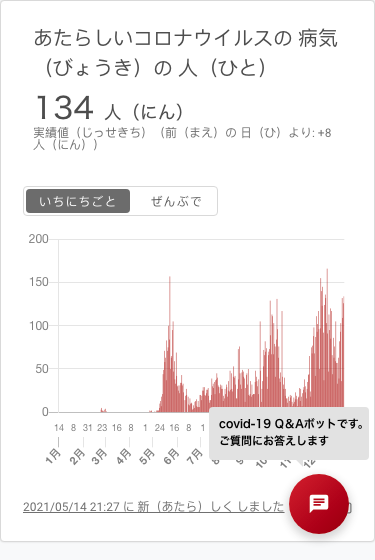 あたらしいコロナウイルスの 病気
（びょうき）の 人（ひと）
134 人（にん）
実績値（じっせきち）（前（まえ）の 日（ひ）より: +8
人（にん））
いちにちごと ぜんぶで
200
150
100
50
0
14 8 31 23 16 8 1 24 16 8 1
1月 2月 3月 4月 5月 6月 7月
covid-19 Q&Aボットです。
ご質問にお答えします
2021/05/14 21:27 に 新（あたら）しく しました